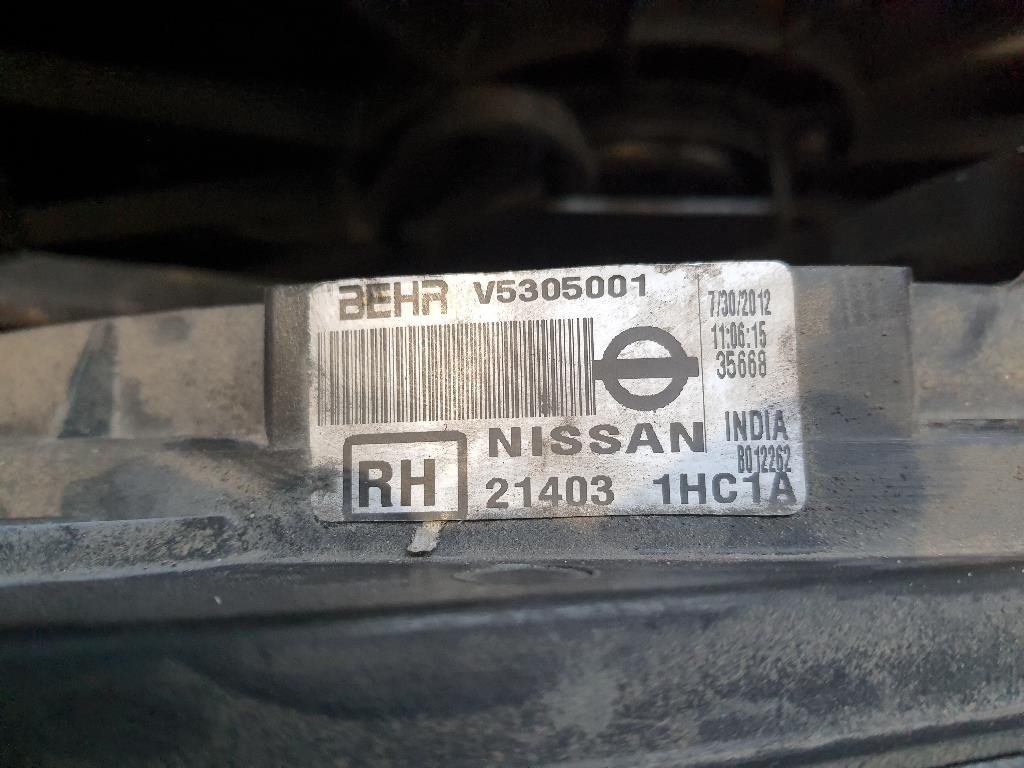 BEHR V5305001
7/30/2012
11:06:15
35668
NISSAN
INDIA
B012262
RH
21403 1HC1A